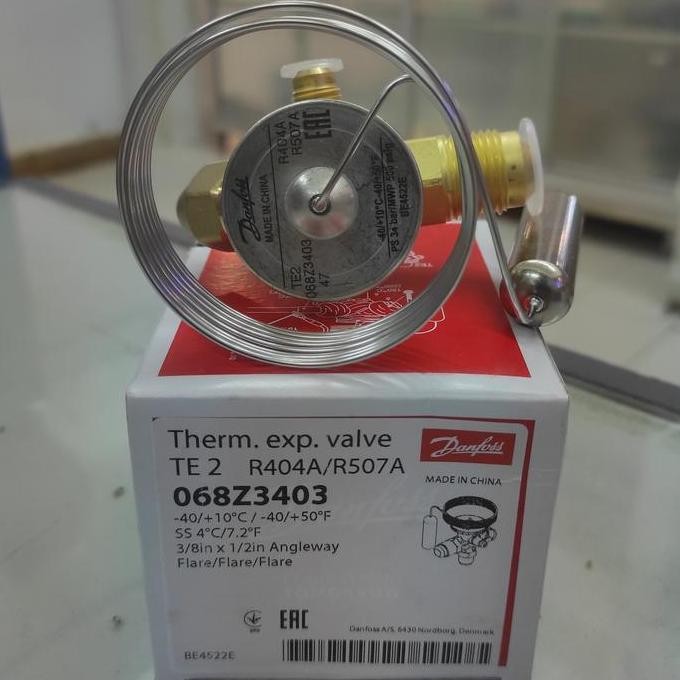 Danfoss
MADE IN CHINA
R404A
R507A
EAC
TE2
068Z3403
47
-40/+10°C -40/+50°F
PS 34 bar/MWP 500 psig
BE4522E
Therm. exp. valve
Danfoss
TE 2 R404A/R507A
MADE IN CHINA
068Z3403
-40/+10°C / -40/+50°F
SS 4°C/7.2°F
3/8in x 1/2in Angleway
Flare/Flare/Flare
EAC
Danfoss A/S, 6430 Nordborg, Denmark
BE4522E